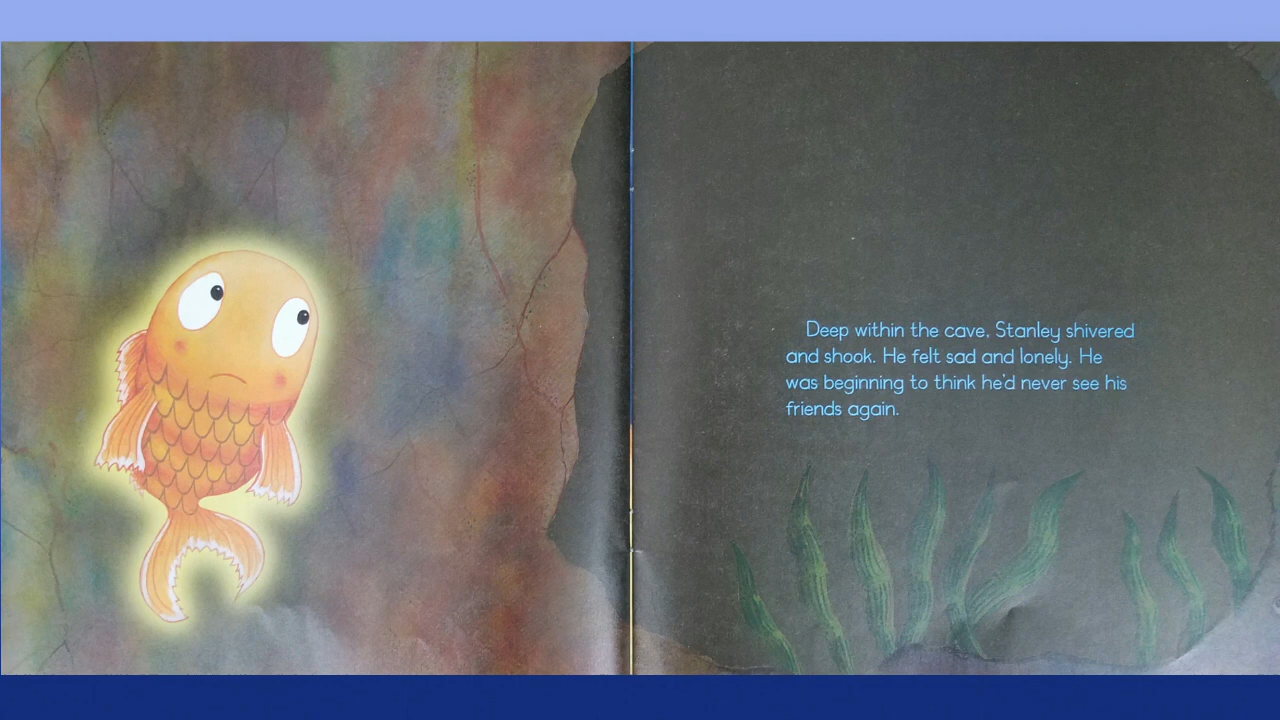 Deep within the cave, Stanley shivered
and shook. He felt sad and lonely. He
was beginning to think he'd never see his
friends again.